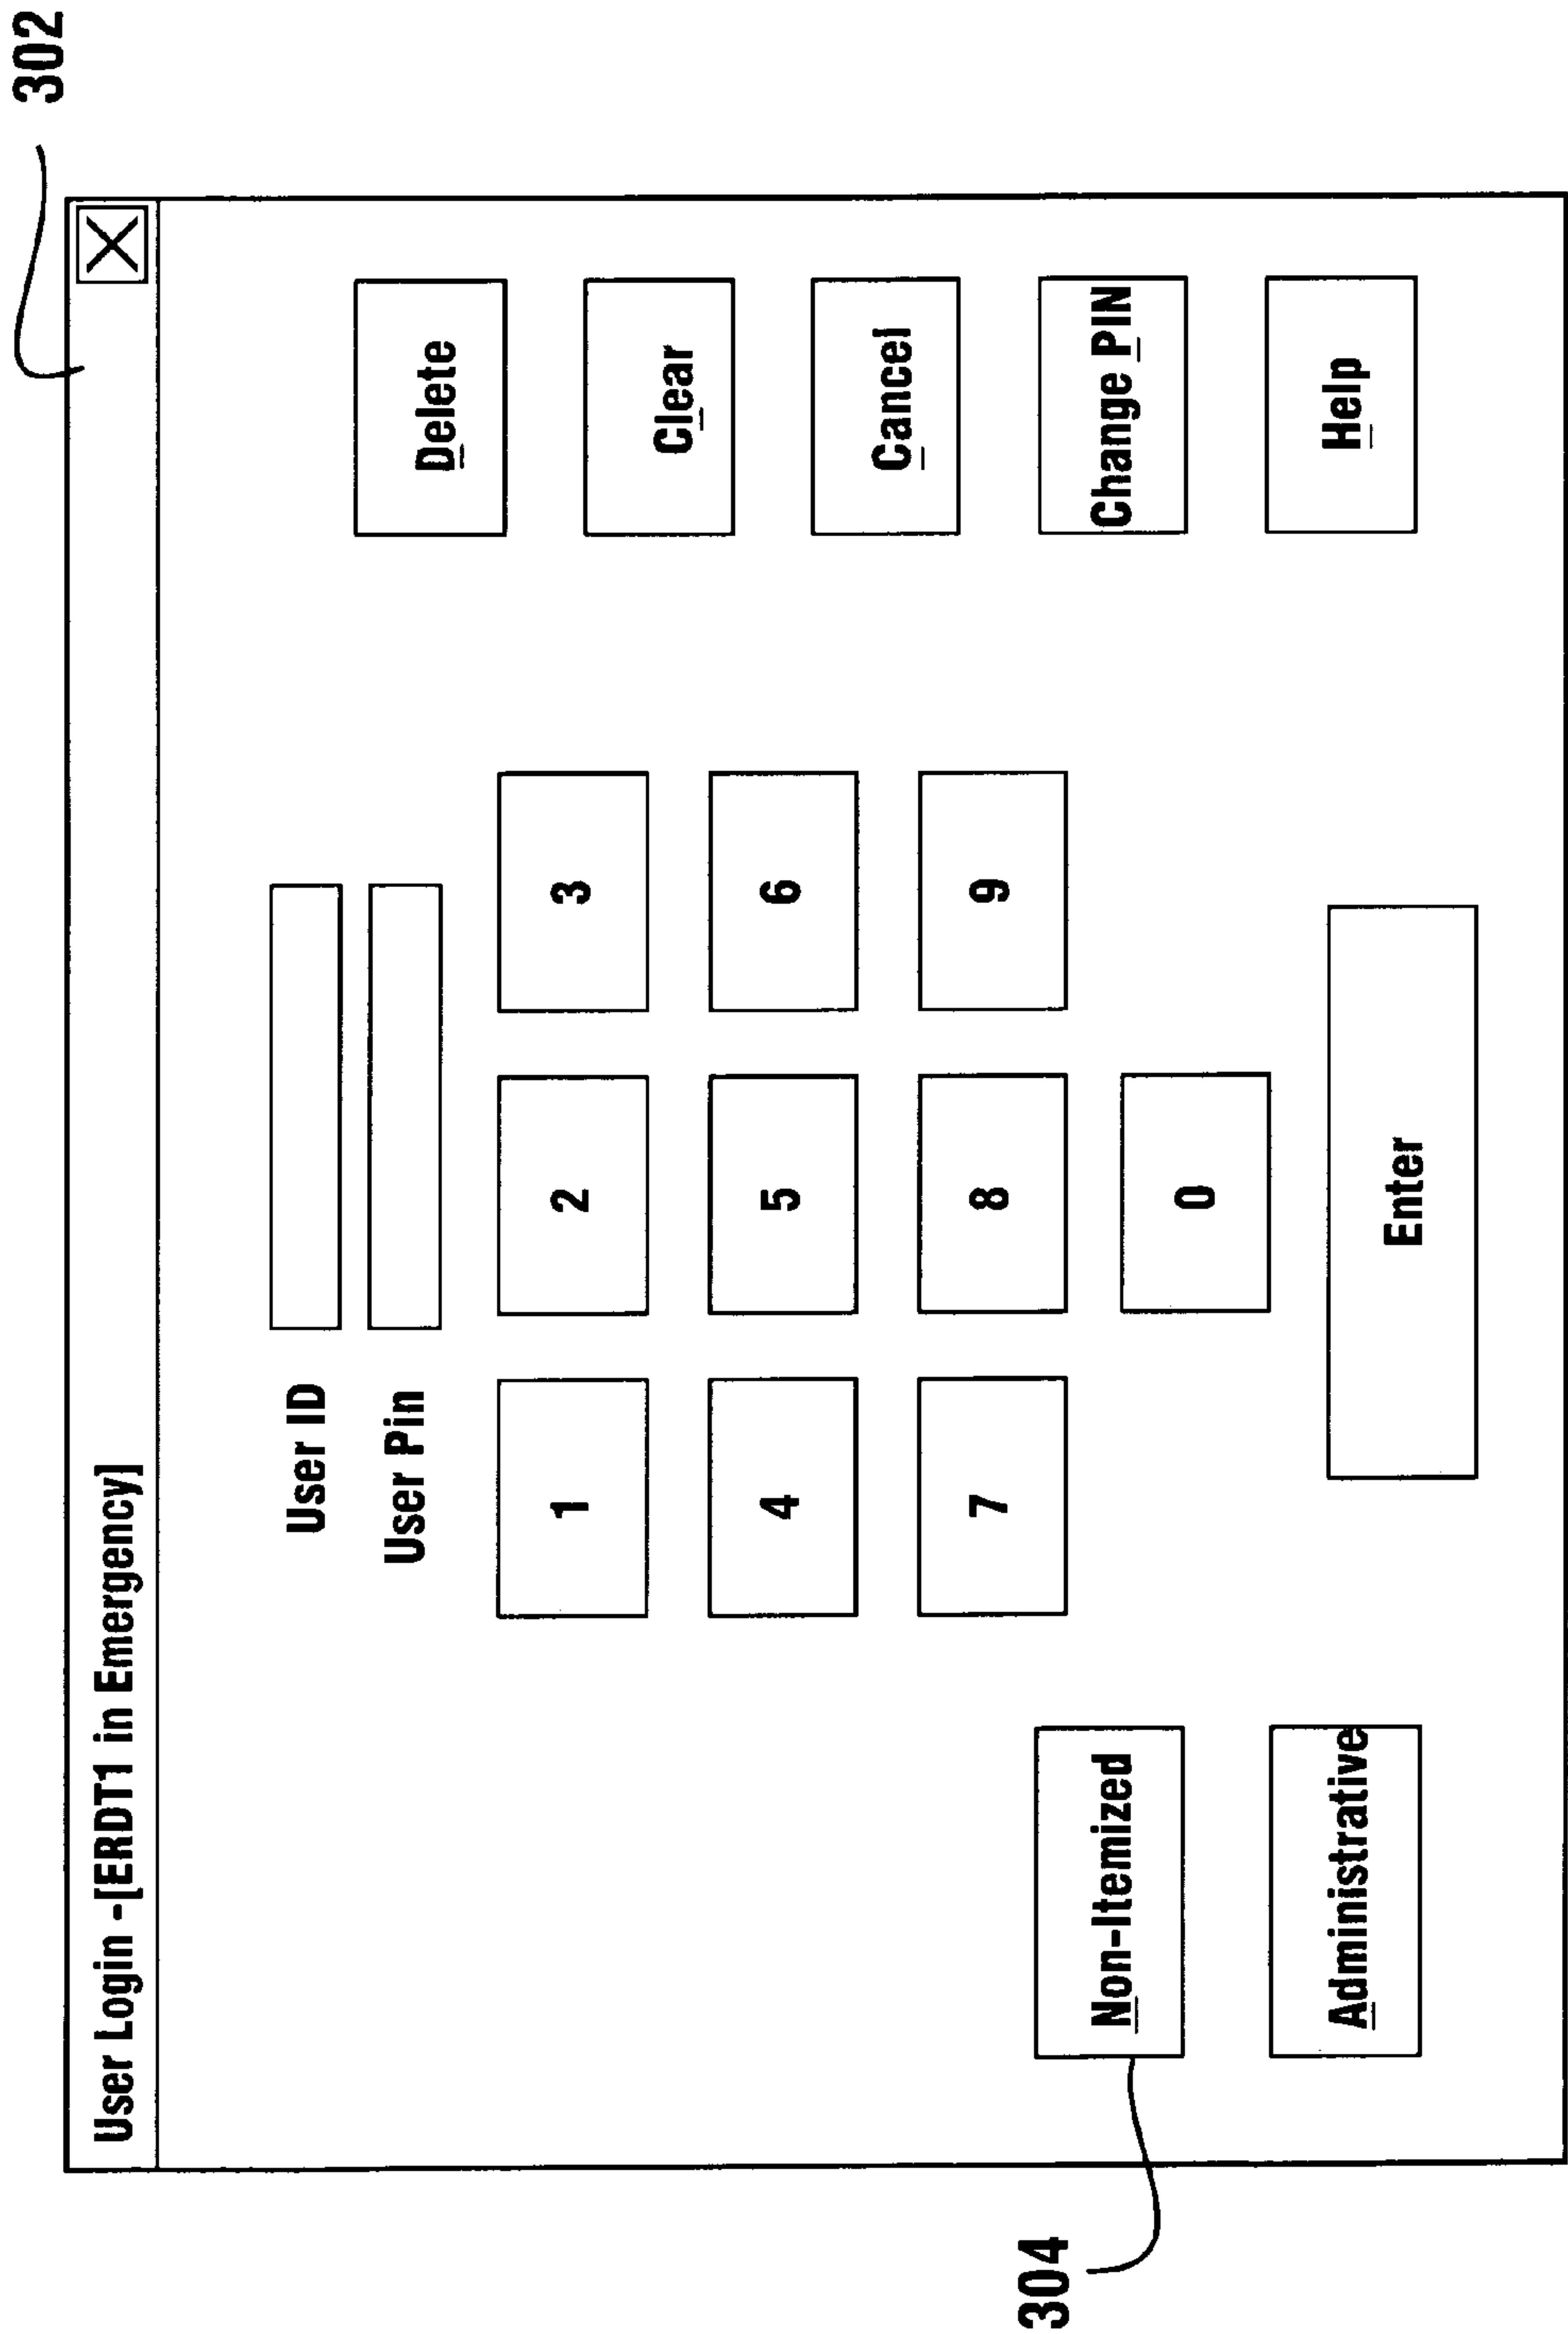 302
User Login -[ERDT1 in Emergency]
User ID
User Pin
Delete
1 2 3
Clear
4 5 6
Cancel
7 8 9
Non-Itemized
Change PIN
0
Administrative
Help
Enter
304